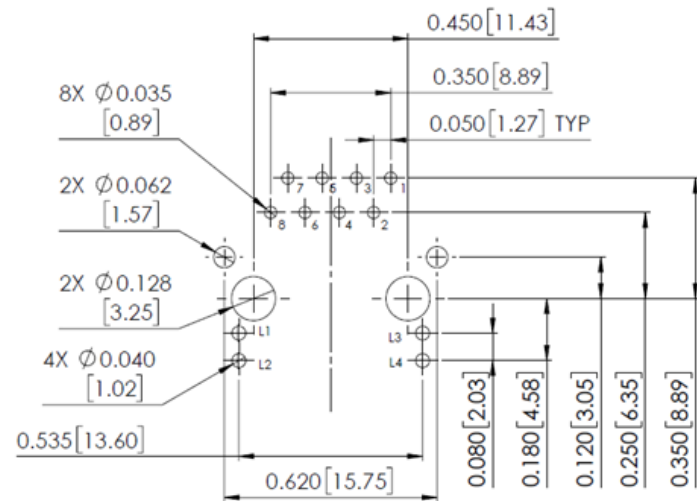 0.450[11.43]
0.350[8.89]
8X Ø0.035
[0.89]
0.050[1.27] TYP
2X Ø0.062
[1.57]
7 5 3 1
8 6 4 2
2X Ø0.128
[3.25]
L1 L3
L2 L4
4X Ø0.040
[1.02]
0.535[13.60]
0.620[15.75]
0.080[2.03]
0.180[4.58]
0.120[3.05]
0.250[6.35]
0.350[8.89]